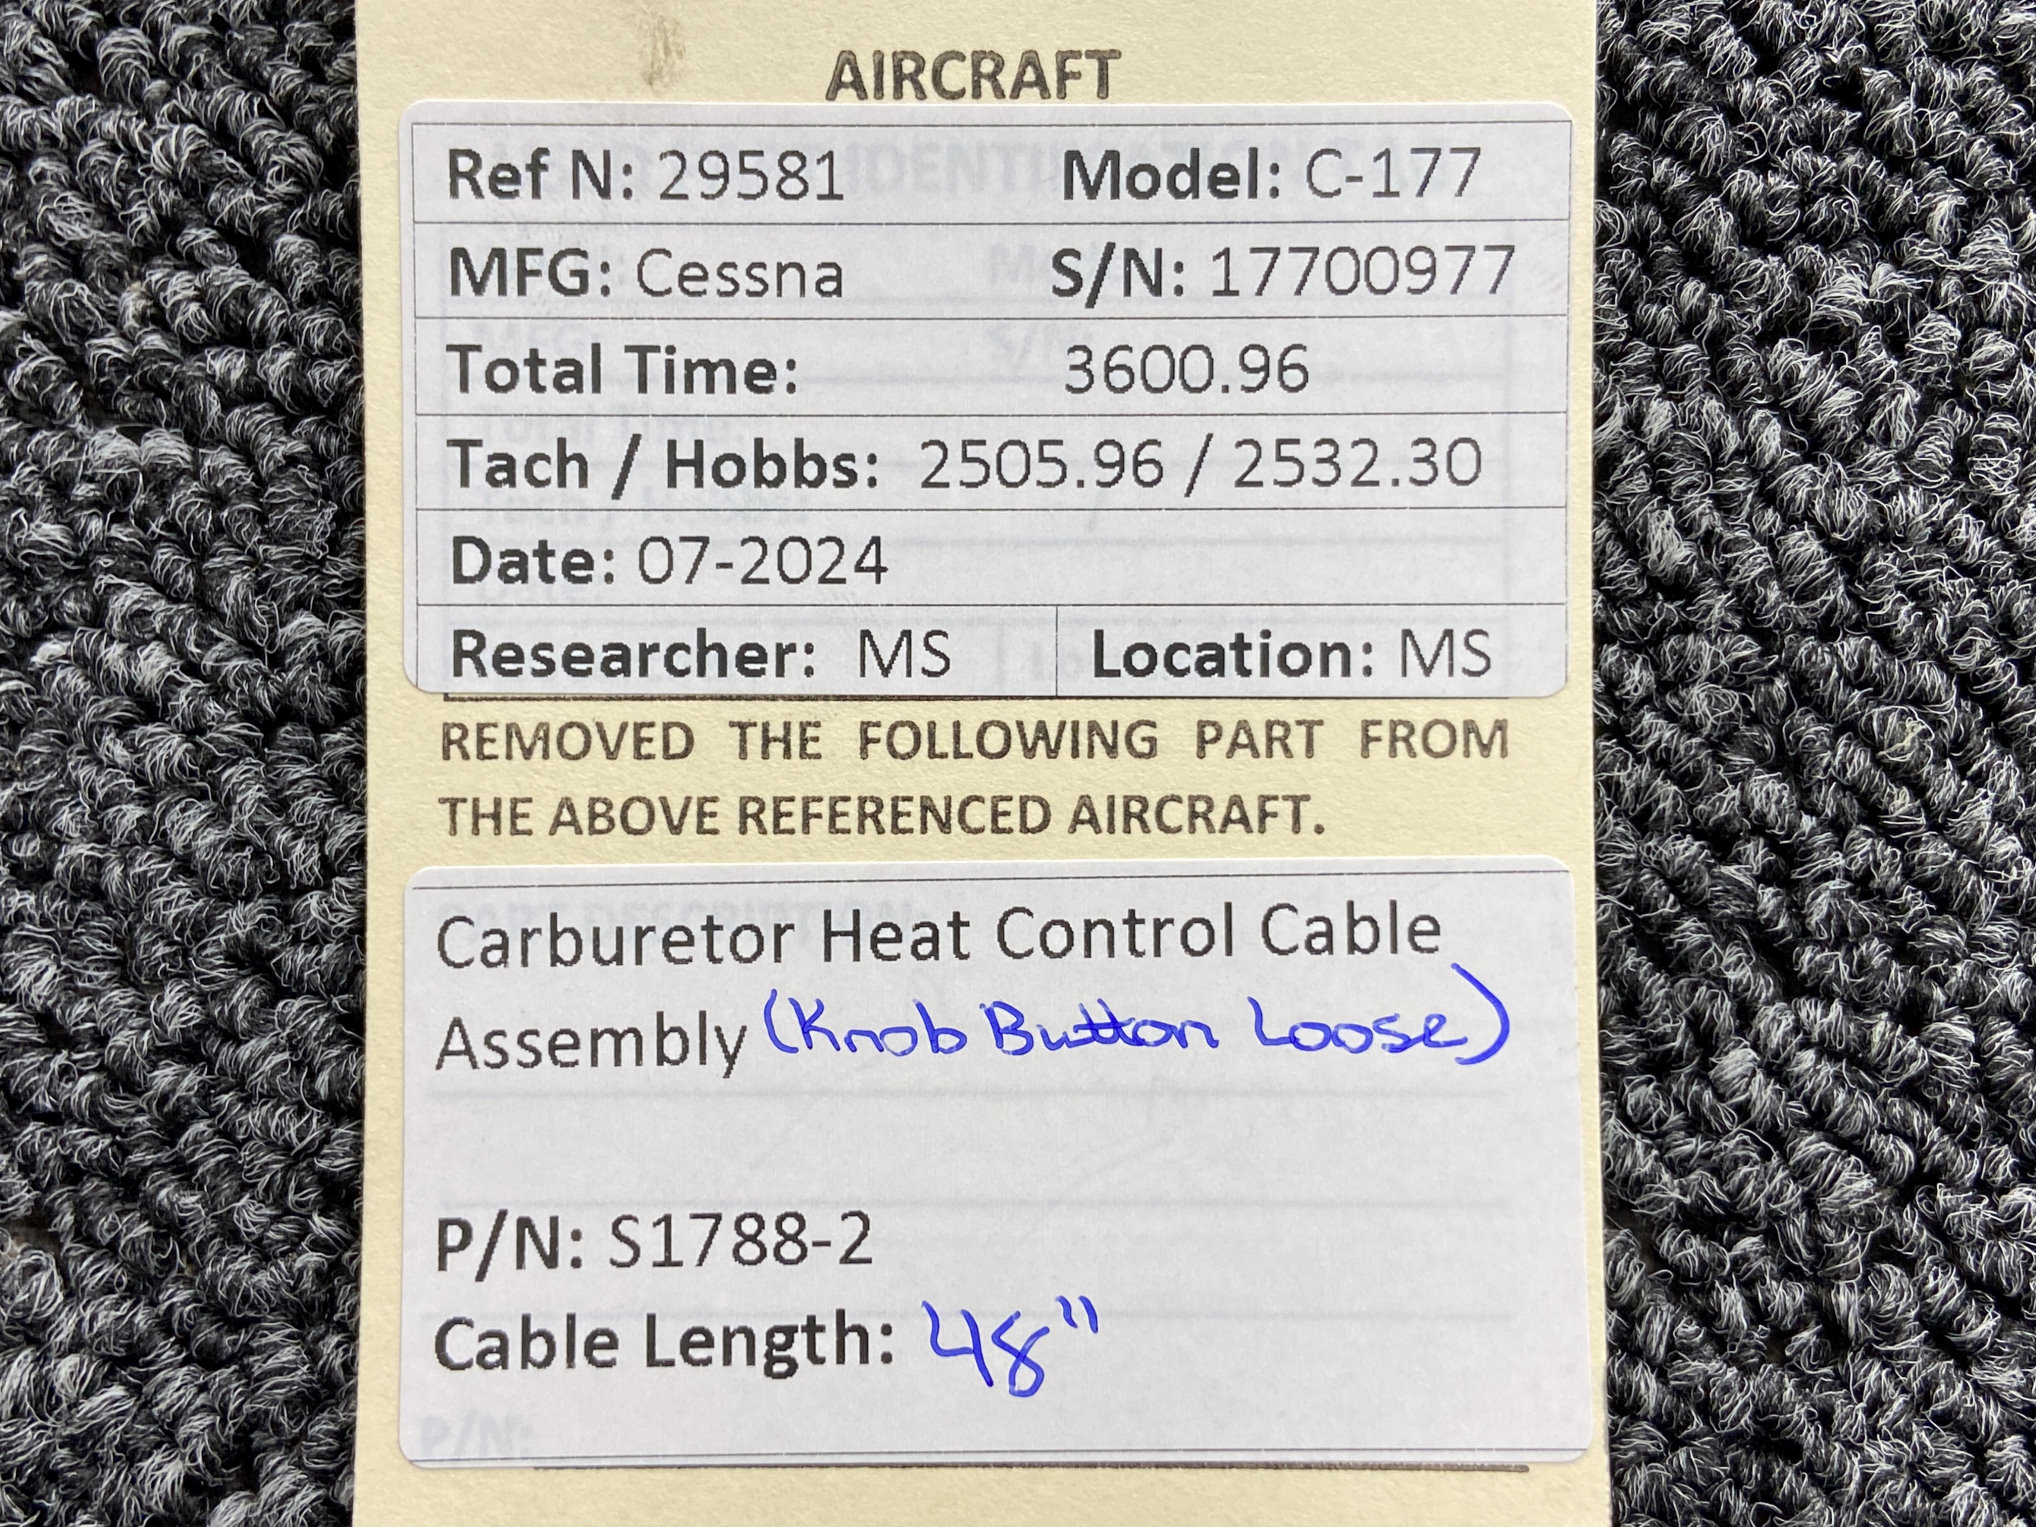 AIRCRAFT
Ref N: 29581 Model: C-177
MFG: Cessna S/N: 17700977
Total Time: 3600.96
Tach / Hobbs: 2505.96 / 2532.30
Date: 07-2024
Researcher: MS Location: MS
REMOVED THE FOLLOWING PART FROM
THE ABOVE REFERENCED AIRCRAFT.
Carburetor Heat Control Cable
Assembly (Knob Button Loose)
P/N: S1788-2
Cable Length: 48"
P/N: